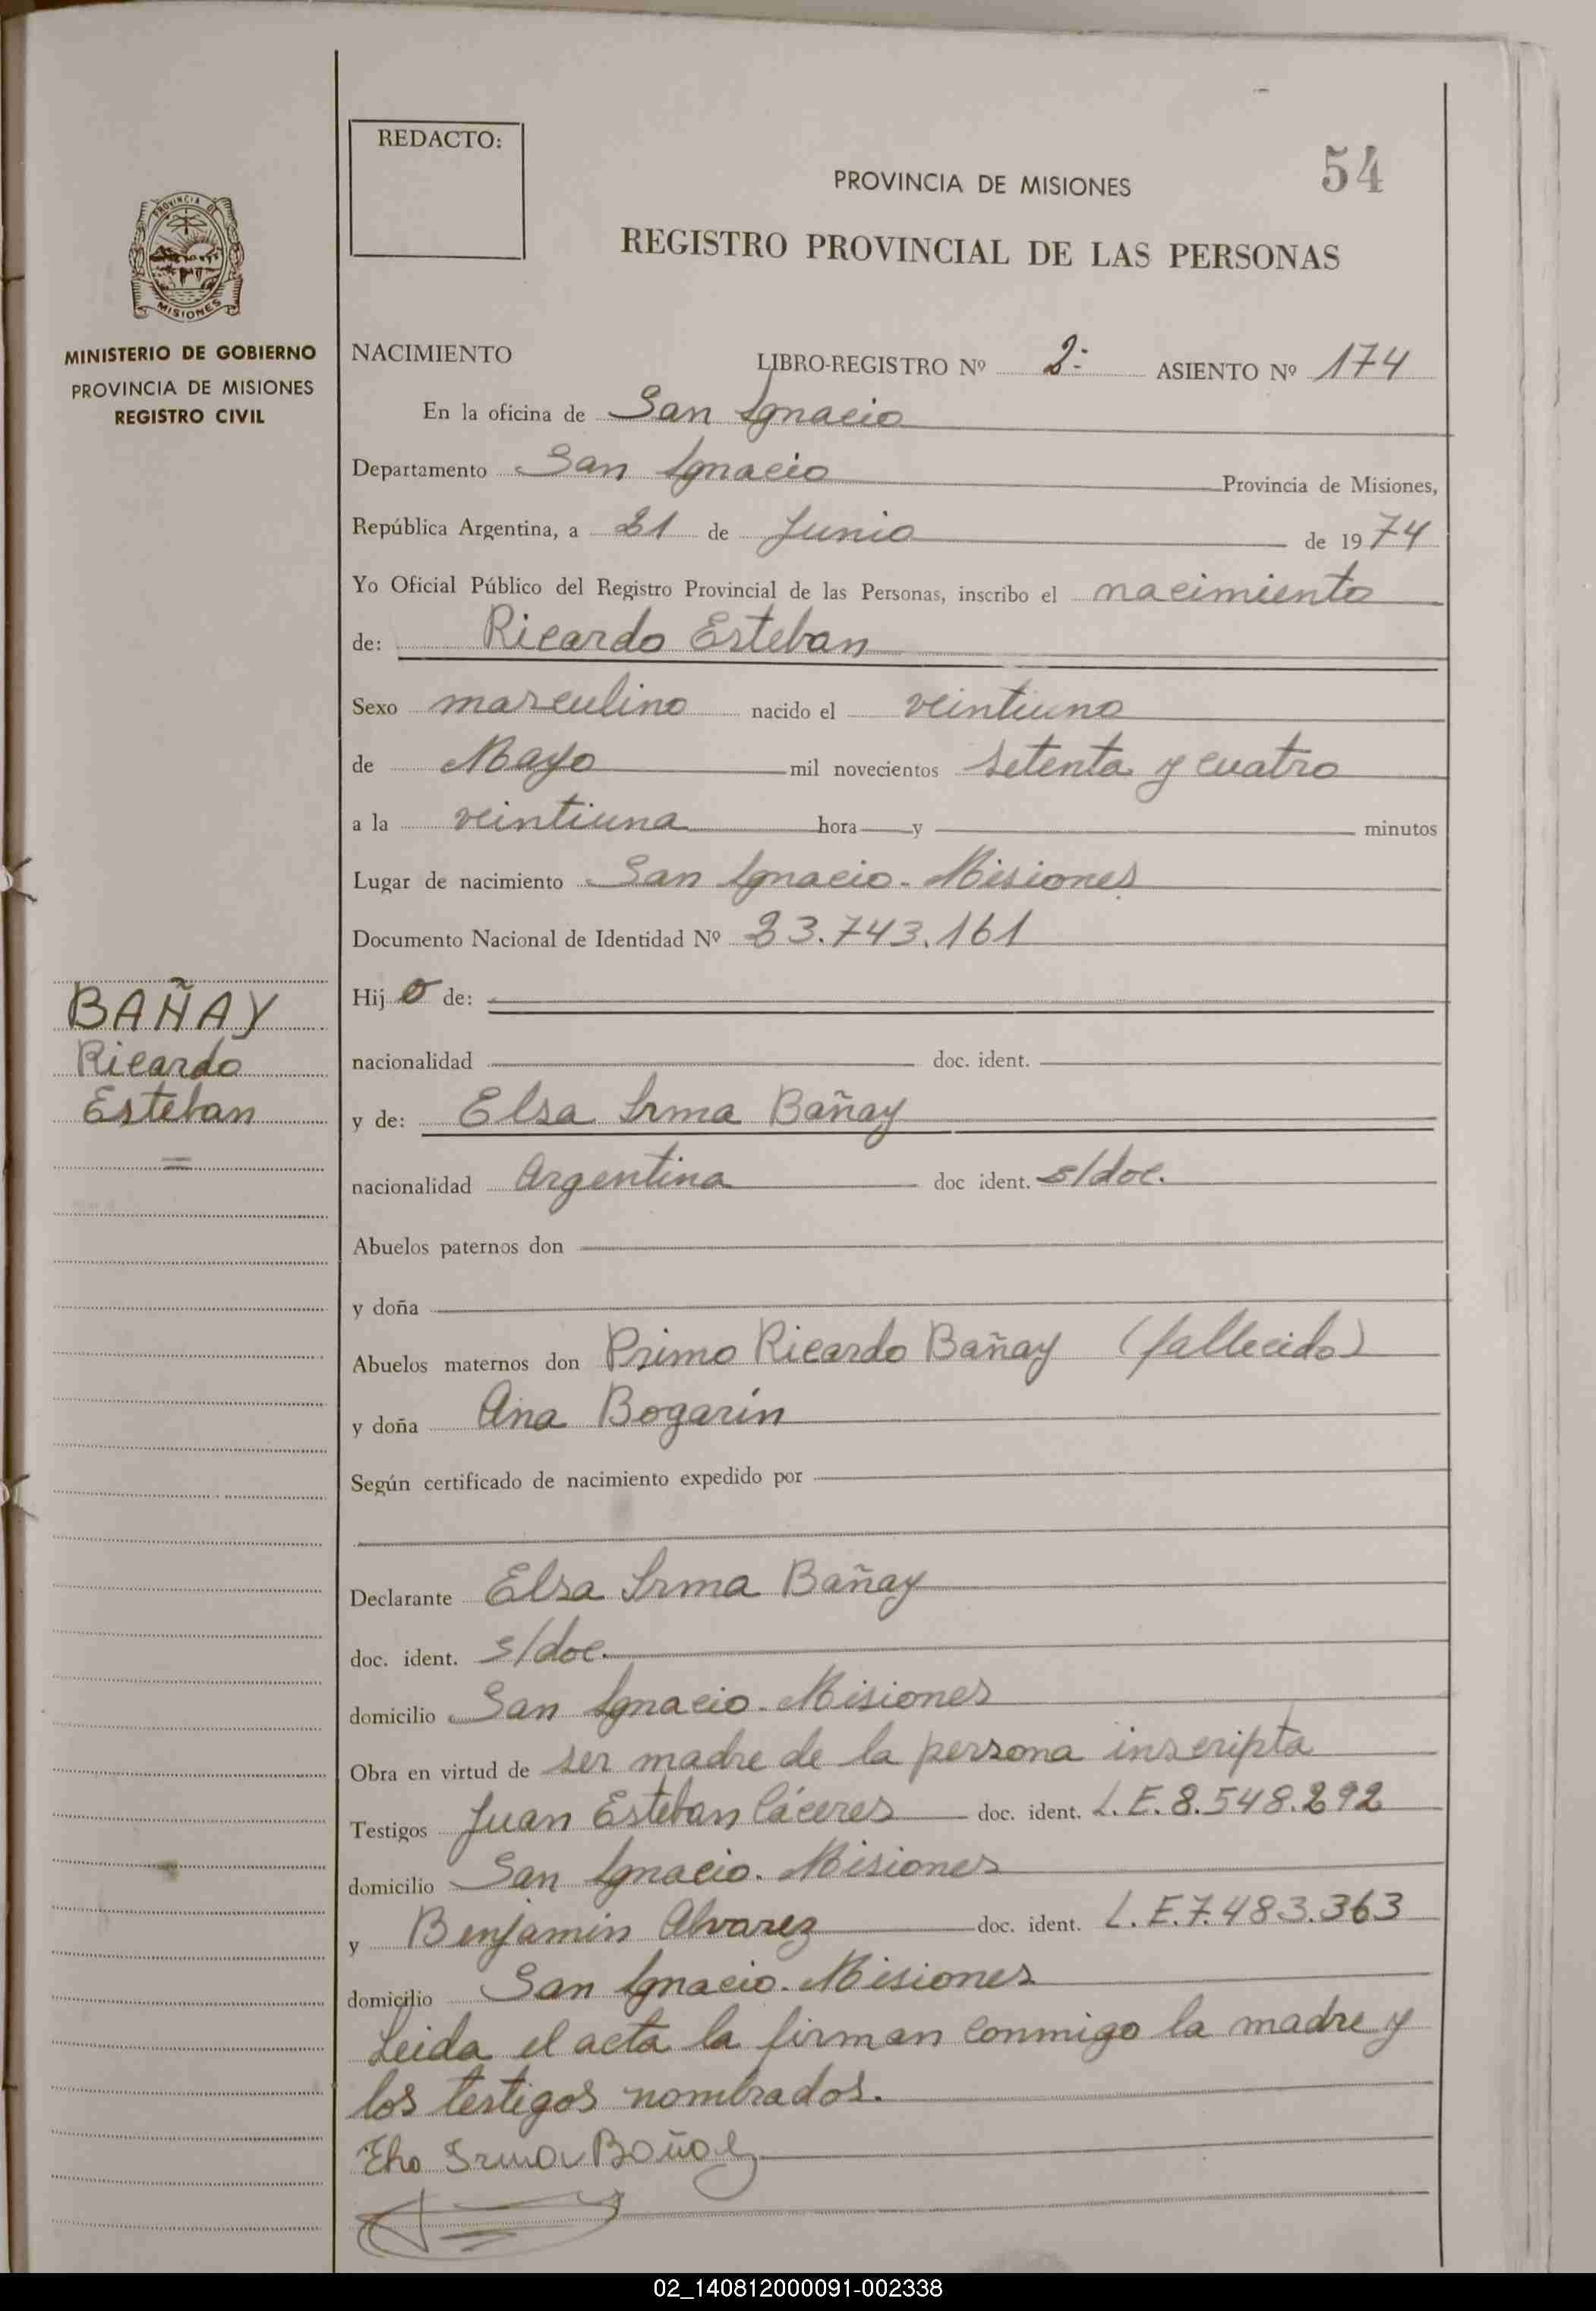 REDACTO:
54
PROVINCIA DE MISIONES
REGISTRO PROVINCIAL DE LAS PERSONAS
PROVINCIA DE
MISIONES
MINISTERIO DE GOBIERNO
PROVINCIA DE MISIONES
REGISTRO CIVIL
NACIMIENTO LIBRO-REGISTRO Nº 2- ASIENTO Nº 174
En la oficina de San Ignacio
Departamento San Ignacio Provincia de Misiones,
República Argentina, a 21 de Junio de 1974
Yo Oficial Público del Registro Provincial de las Personas, inscribo el nacimiento
de: Ricardo Esteban
Sexo masculino nacido el veintiuno
de Mayo mil novecientos setenta y cuatro
a la veintiuna hora y minutos
Lugar de nacimiento San Ignacio - Misiones
Documento Nacional de Identidad Nº 23.743.161
BAÑAY
Ricardo
Esteban
Hijo de:
nacionalidad doc. ident.
y de: Elsa Irma Bañay
nacionalidad Argentina doc ident. s/doc.
Abuelos paternos don
y doña
Abuelos maternos don Primo Ricardo Bañay (fallecido)
y doña Ana Bogarín
Según certificado de nacimiento expedido por
Declarante Elsa Irma Bañay
doc. ident. s/doc.
domicilio San Ignacio - Misiones
Obra en virtud de ser madre de la persona inscripta
Testigos Juan Esteban Cáceres doc. ident. L.E. 8.548.292
domicilio San Ignacio. Misiones
y Benjamín Alvarez doc. ident. L.E. 7.483.363
domicilio San Ignacio. Misiones
Leida el acta la firman conmigo la madre y
los testigos nombrados.
Irma Bañay
02_140812000091-002338